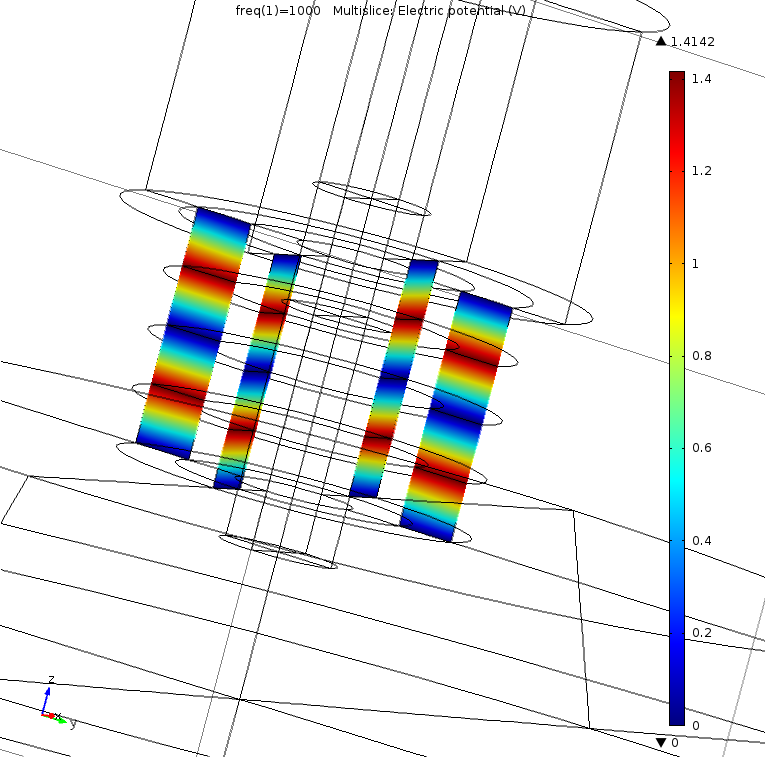 freq(1)=1000   Multislice: Electric potential (V)
▲ 1.4142
1.4
1.2
1
0.8
0.6
0.4
0.2
0
▼ 0
z
x
y